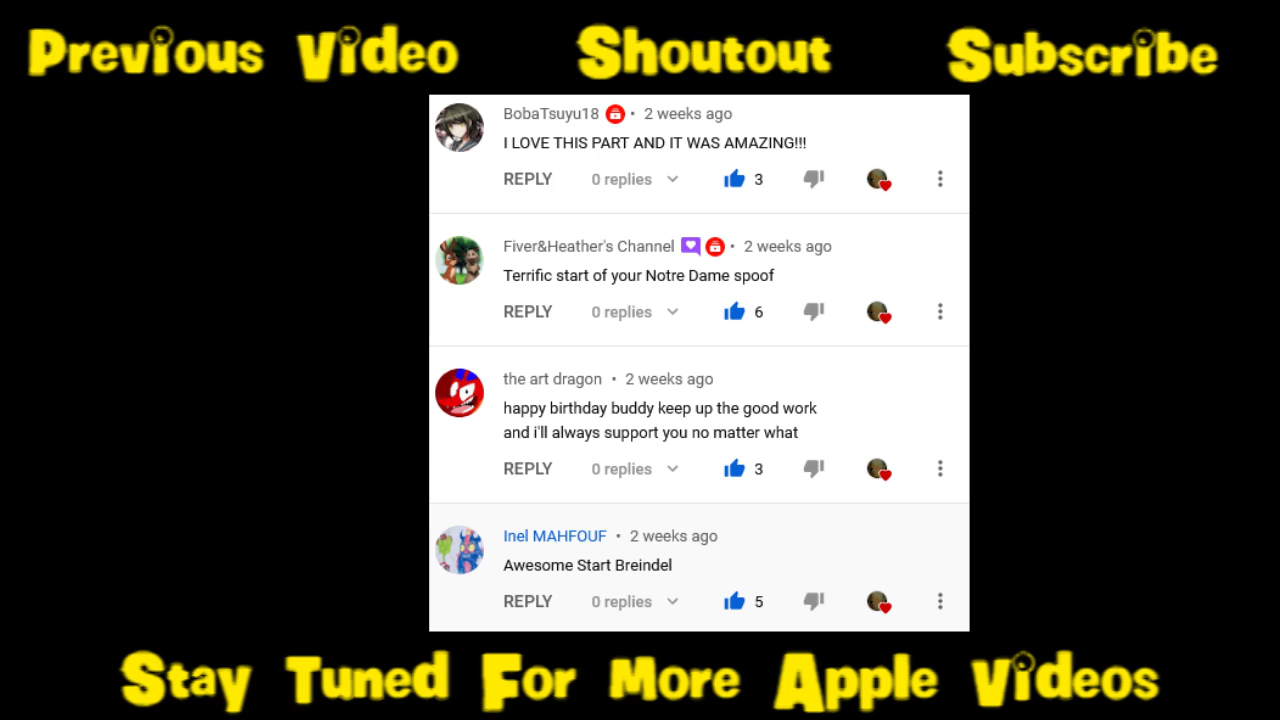 Previous Video Shoutout Subscribe
BobaTsuyu18 • 2 weeks ago
I LOVE THIS PART AND IT WAS AMAZING!!!
REPLY 0 replies 3
Fiver&Heather's Channel • 2 weeks ago
Terrific start of your Notre Dame spoof
REPLY 0 replies 6
the art dragon • 2 weeks ago
happy birthday buddy keep up the good work
and i'll always support you no matter what
REPLY 0 replies 3
Inel MAHFOUF • 2 weeks ago
Awesome Start Breindel
REPLY 0 replies 5
Stay Tuned For More Apple Videos